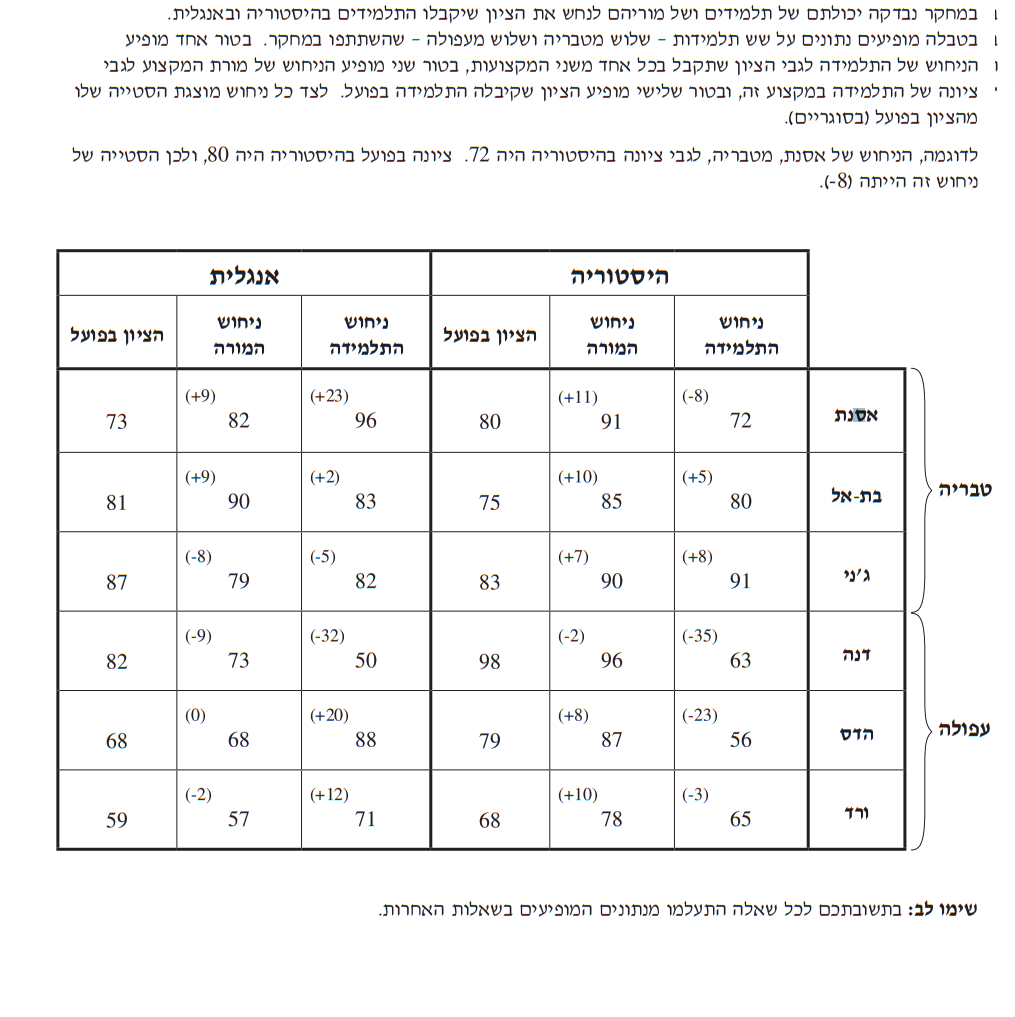 במחקר נבדקה יכולתם של תלמידים ושל מוריהם לנחש את הציון שיקבלו התלמידים בהיסטוריה ובאנגלית.
בטבלה מופיעים נתונים על שש תלמידות – שלוש מטבריה ושלוש מעפולה – שהשתתפו במחקר. בטור אחד מופיע
הניחוש של התלמידה לגבי הציון שתקבל בכל אחד משני המקצועות, בטור שני מופיע הניחוש של מורת המקצוע לגבי
ציונה של התלמידה במקצוע זה, ובטור שלישי מופיע הציון שקיבלה התלמידה בפועל. לצד כל ניחוש מוצגת הסטייה שלו
מהציון בפועל (בסוגריים).
לדוגמה, הניחוש של אסנת, מטבריה, לגבי ציונה בהיסטוריה היה 72. ציונה בפועל בהיסטוריה היה 80, ולכן הסטייה של
ניחוש זה הייתה (8-).
היסטוריה אנגלית
ניחוש התלמידה ניחוש המורה הציון בפועל ניחוש התלמידה ניחוש המורה הציון בפועל
טבריה
אסנת (-8) 72 (+11) 91 80 (+23) 96 (+9) 82 73
בת-אל (+5) 80 (+10) 85 75 (+2) 83 (+9) 90 81
ג'ני (+8) 91 (+7) 90 83 (-5) 82 (-8) 79 87
עפולה
דנה (-35) 63 (-2) 96 98 (-32) 50 (-9) 73 82
הדס (-23) 56 (+8) 87 79 (+20) 88 (0) 68 68
ורד (-3) 65 (+10) 78 68 (+12) 71 (-2) 57 59
שימו לב: בתשובתכם לכל שאלה התעלמו מנתונים המופיעים בשאלות האחרות.